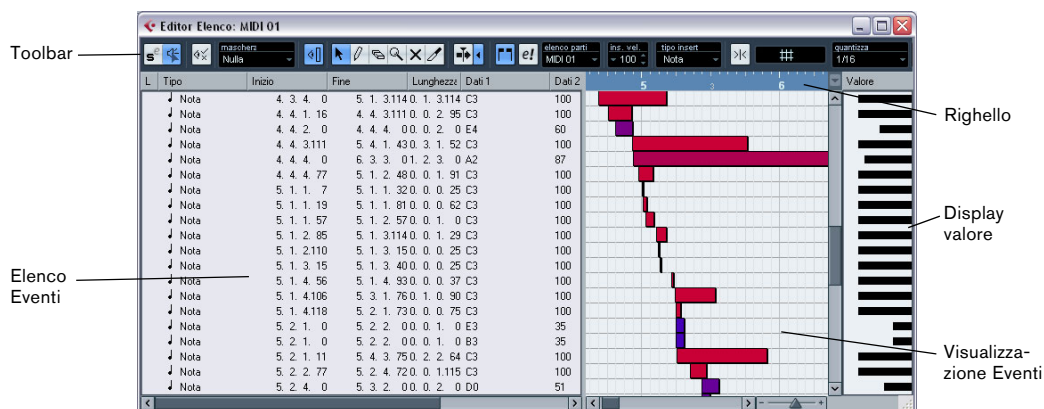 Editor Elenco: MIDI 01
Toolbar
maschera
Nulla
elenco parti
MIDI 01
ins. vel.
100
tipo insert
Nota
quantizza
1/16
L Tipo Inizio Fine Lunghezza Dati 1 Dati 2 5 3 6 Valore
Nota 4. 3. 4. 0 5. 1. 3.114 0. 1. 3.114 C3 100
Nota 4. 4. 1. 16 4. 4. 3.111 0. 0. 2. 95 C3 100
Nota 4. 4. 2. 0 4. 4. 4. 0 0. 0. 2. 0 E4 60
Nota 4. 4. 3.111 5. 4. 1. 43 0. 3. 1. 52 C3 100
Nota 4. 4. 4. 0 6. 3. 3. 0 1. 2. 3. 0 A2 87
Nota 4. 4. 4. 77 5. 1. 2. 48 0. 0. 1. 91 C3 100
Nota 5. 1. 1. 7 5. 1. 1. 32 0. 0. 0. 25 C3 100
Nota 5. 1. 1. 19 5. 1. 1. 81 0. 0. 0. 62 C3 100
Nota 5. 1. 1. 57 5. 1. 2. 57 0. 0. 1. 0 C3 100
Nota 5. 1. 2. 85 5. 1. 3.114 0. 0. 1. 29 C3 100
Nota 5. 1. 2.110 5. 1. 3. 15 0. 0. 0. 25 C3 100
Nota 5. 1. 3. 15 5. 1. 3. 40 0. 0. 0. 25 C3 100
Nota 5. 1. 4. 56 5. 1. 4. 93 0. 0. 0. 37 C3 100
Nota 5. 1. 4.106 5. 3. 1. 76 0. 1. 0. 90 C3 100
Nota 5. 1. 4.118 5. 2. 1. 73 0. 0. 0. 75 C3 100
Nota 5. 2. 1. 0 5. 2. 2. 0 0. 0. 1. 0 E3 35
Nota 5. 2. 1. 0 5. 2. 2. 0 0. 0. 1. 0 B3 35
Nota 5. 2. 1. 11 5. 4. 3. 75 0. 2. 2. 64 C3 100
Nota 5. 2. 2. 77 5. 2. 4. 72 0. 0. 1.115 C3 100
Nota 5. 2. 4. 0 5. 3. 2. 0 0. 0. 2. 0 D0 51
Elenco
Eventi
Righello
Display
valore
Visualizza-
zione Eventi